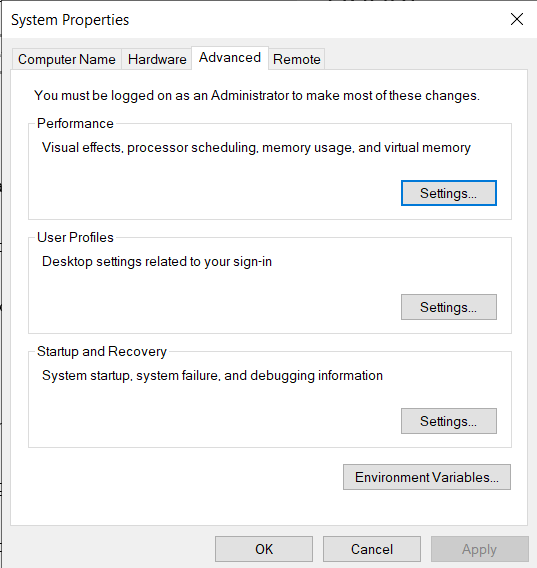 System Properties
Computer Name Hardware Advanced Remote
You must be logged on as an Administrator to make most of these changes.
Performance
Visual effects, processor scheduling, memory usage, and virtual memory
Settings...
User Profiles
Desktop settings related to your sign-in
Settings...
Startup and Recovery
System startup, system failure, and debugging information
Settings...
Environment Variables...
OK Cancel Apply